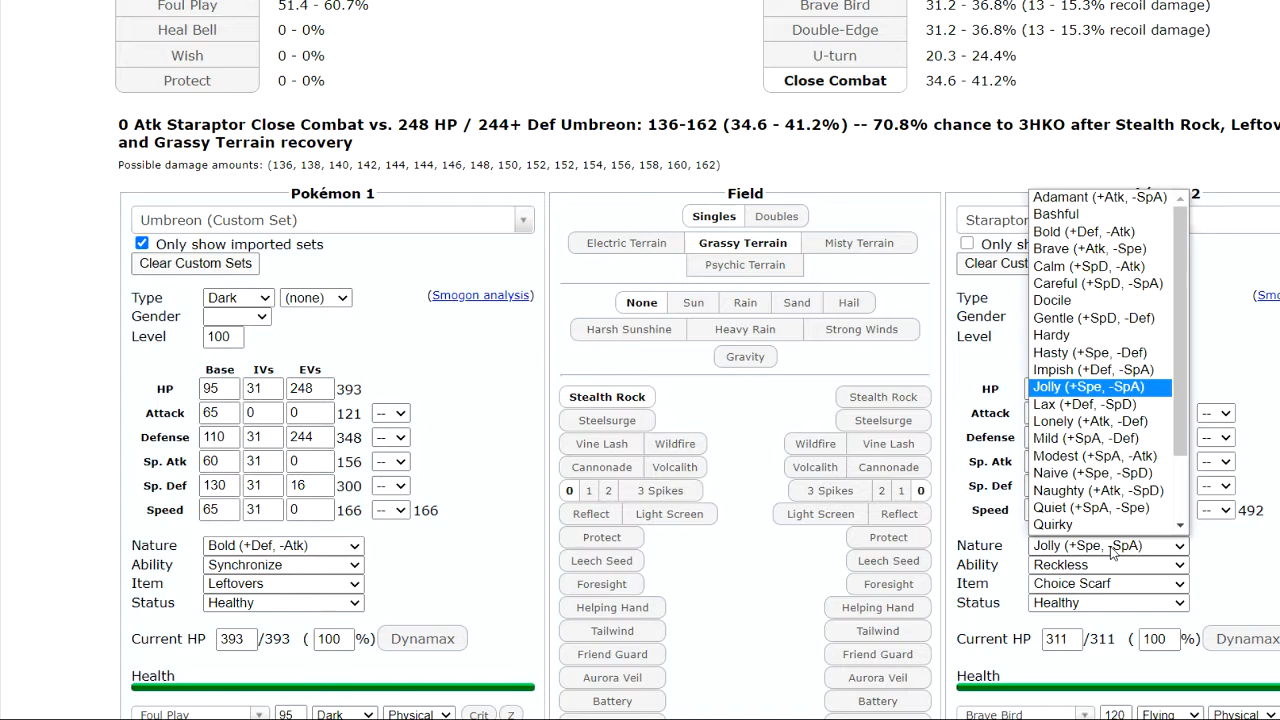 Foul Play 51.4 - 60.7% Brave Bird 31.2 - 36.8% (13 - 15.3% recoil damage)
Heal Bell 0 - 0% Double-Edge 31.2 - 36.8% (13 - 15.3% recoil damage)
Wish 0 - 0% U-turn 20.3 - 24.4%
Protect 0 - 0% Close Combat 34.6 - 41.2%
0 Atk Staraptor Close Combat vs. 248 HP / 244+ Def Umbreon: 136-162 (34.6 - 41.2%) -- 70.8% chance to 3HKO after Stealth Rock, Leftov
and Grassy Terrain recovery
Possible damage amounts: (136, 138, 140, 142, 144, 144, 146, 148, 150, 152, 152, 154, 156, 158, 160, 162)
Pokémon 1
Umbreon (Custom Set)
Only show imported sets
Clear Custom Sets
Type Dark (none) (Smogon analysis)
Gender
Level 100
Base IVs EVs
HP 95 31 248 393
Attack 65 0 0 121 --
Defense 110 31 244 348 --
Sp. Atk 60 31 0 156 --
Sp. Def 130 31 16 300 --
Speed 65 31 0 166 -- 166
Nature Bold (+Def, -Atk)
Ability Synchronize
Item Leftovers
Status Healthy
Current HP 393 /393 ( 100 %) Dynamax
Health
Foul Play 95 Dark Physical Crit Z
Field
Singles Doubles
Electric Terrain Grassy Terrain Misty Terrain
Psychic Terrain
None Sun Rain Sand Hail
Harsh Sunshine Heavy Rain Strong Winds
Gravity
Stealth Rock Stealth Rock
Steelsurge Steelsurge
Vine Lash Wildfire Wildfire Vine Lash
Cannonade Volcalith Volcalith Cannonade
0 1 2 3 Spikes 3 Spikes 2 1 0
Reflect Light Screen Light Screen Reflect
Protect Protect
Leech Seed Leech Seed
Foresight Foresight
Helping Hand Helping Hand
Tailwind Tailwind
Friend Guard Friend Guard
Aurora Veil Aurora Veil
Battery Battery
2
Starapto
Only sh
Clear Cust
Type (Smo
Gender
Level
HP
Attack --
Defense --
Sp. Atk --
Sp. Def --
Speed -- 492
Adamant (+Atk, -SpA)
Bashful
Bold (+Def, -Atk)
Brave (+Atk, -Spe)
Calm (+SpD, -Atk)
Careful (+SpD, -SpA)
Docile
Gentle (+SpD, -Def)
Hardy
Hasty (+Spe, -Def)
Impish (+Def, -SpA)
Jolly (+Spe, -SpA)
Lax (+Def, -SpD)
Lonely (+Atk, -Def)
Mild (+SpA, -Def)
Modest (+SpA, -Atk)
Naive (+Spe, -SpD)
Naughty (+Atk, -SpD)
Quiet (+SpA, -Spe)
Quirky
Nature Jolly (+Spe, -SpA)
Ability Reckless
Item Choice Scarf
Status Healthy
Current HP 311 /311 ( 100 %) Dynamax
Health
Brave Bird 120 Flying Physical